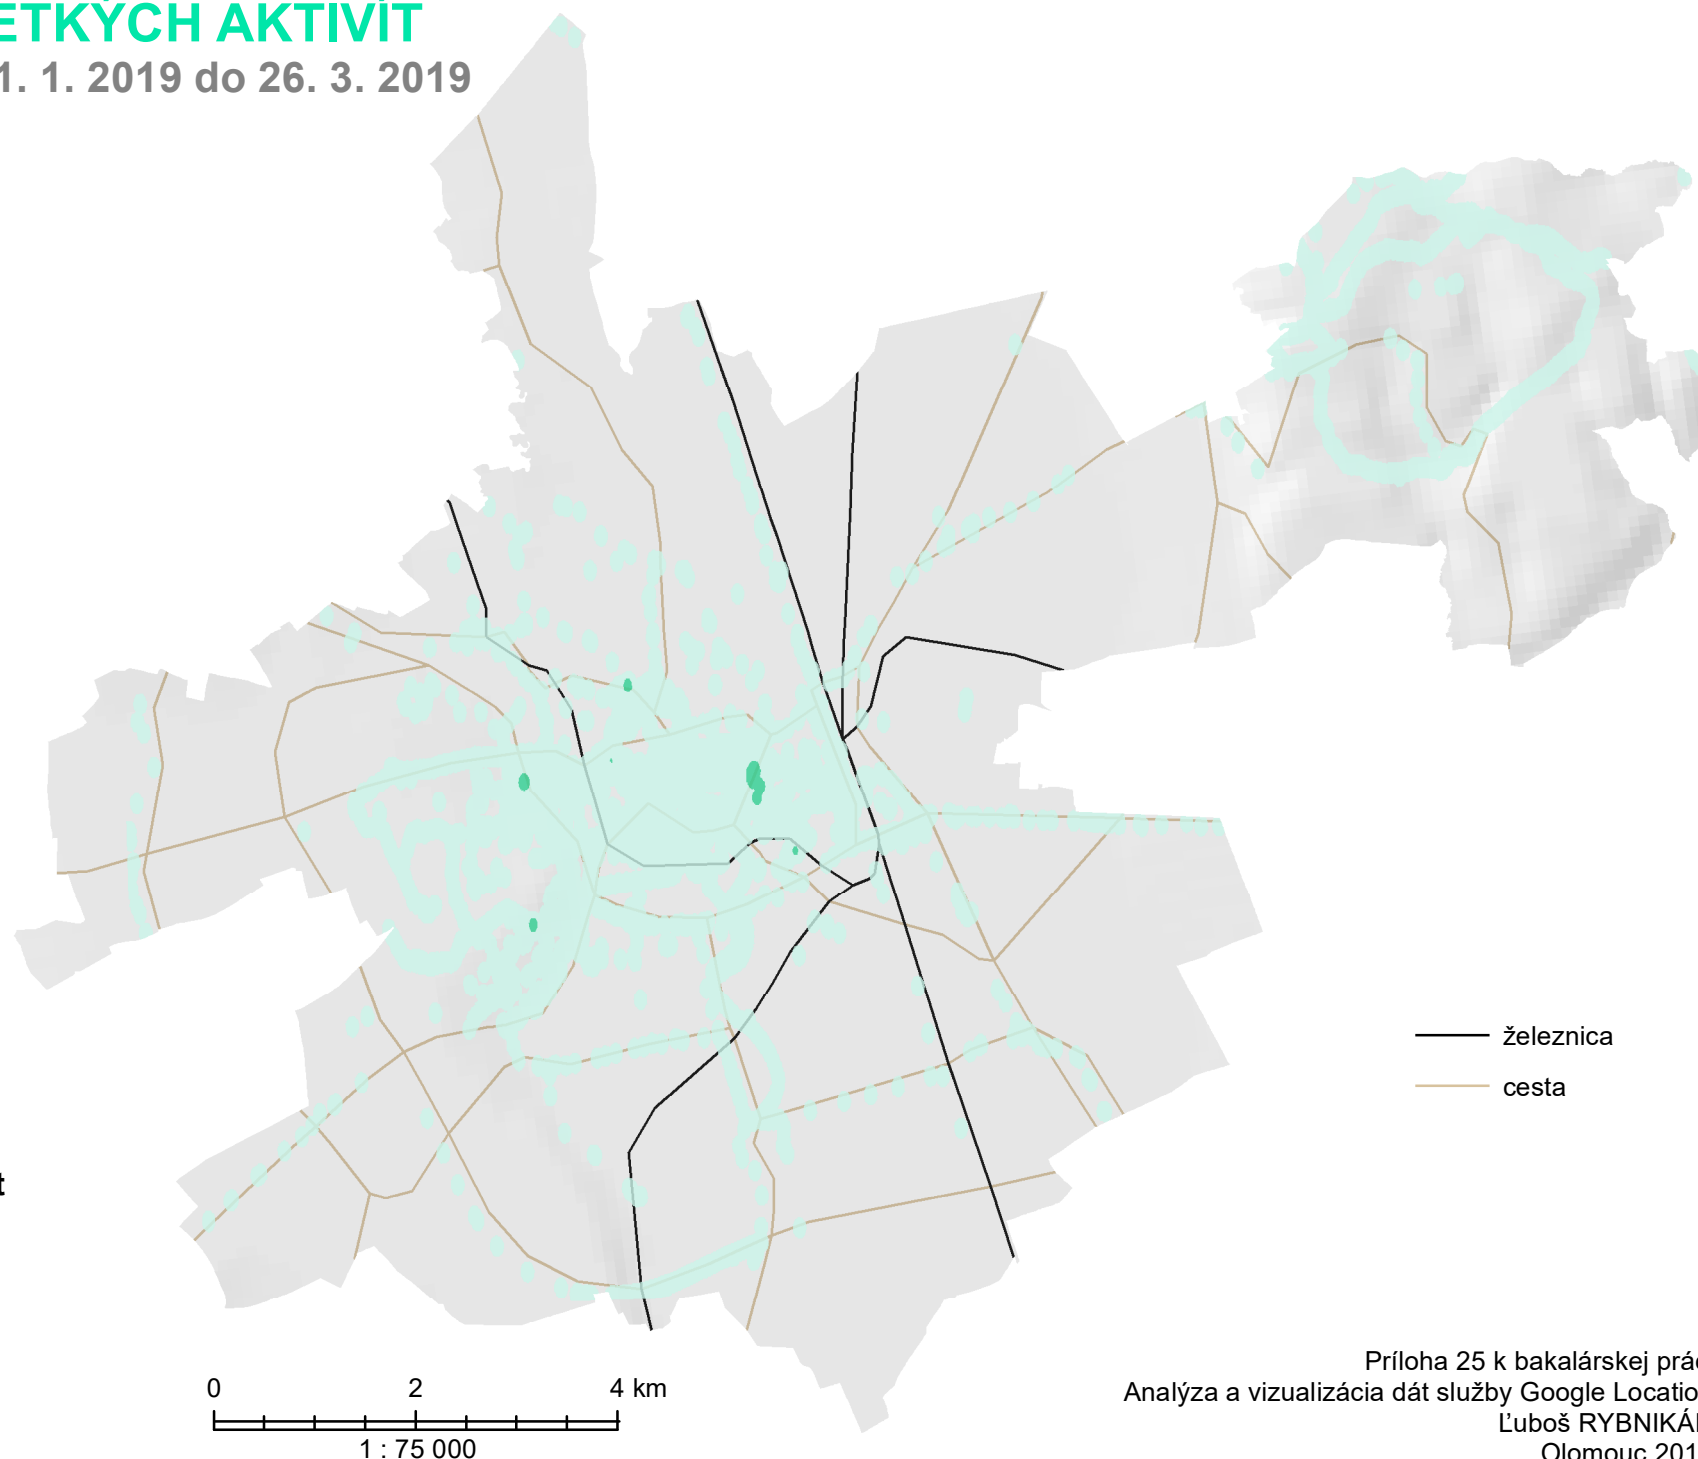 ETKÝCH AKTIVÍT
1. 1. 2019 do 26. 3. 2019
železnica
cesta
t
0 2 4 km
1 : 75 000
Príloha 25 k bakalárskej prá
Analýza a vizualizácia dát služby Google Locatio
Ľuboš RYBNIKÁ
Olomouc 201